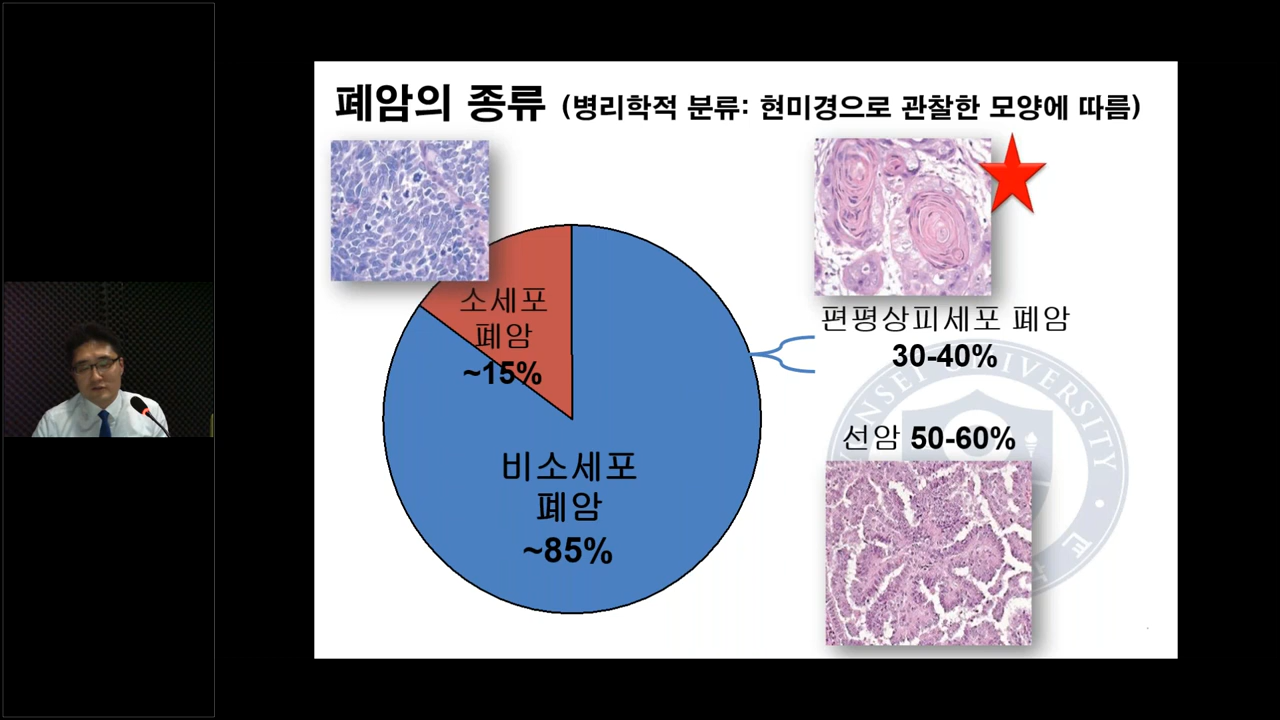 폐암의 종류 (병리학적 분류: 현미경으로 관찰한 모양에 따름)
소세포
폐암
~15%
비소세포
폐암
~85%
편평상피세포 폐암
30-40%
선암 50-60%
UNIVERSITY